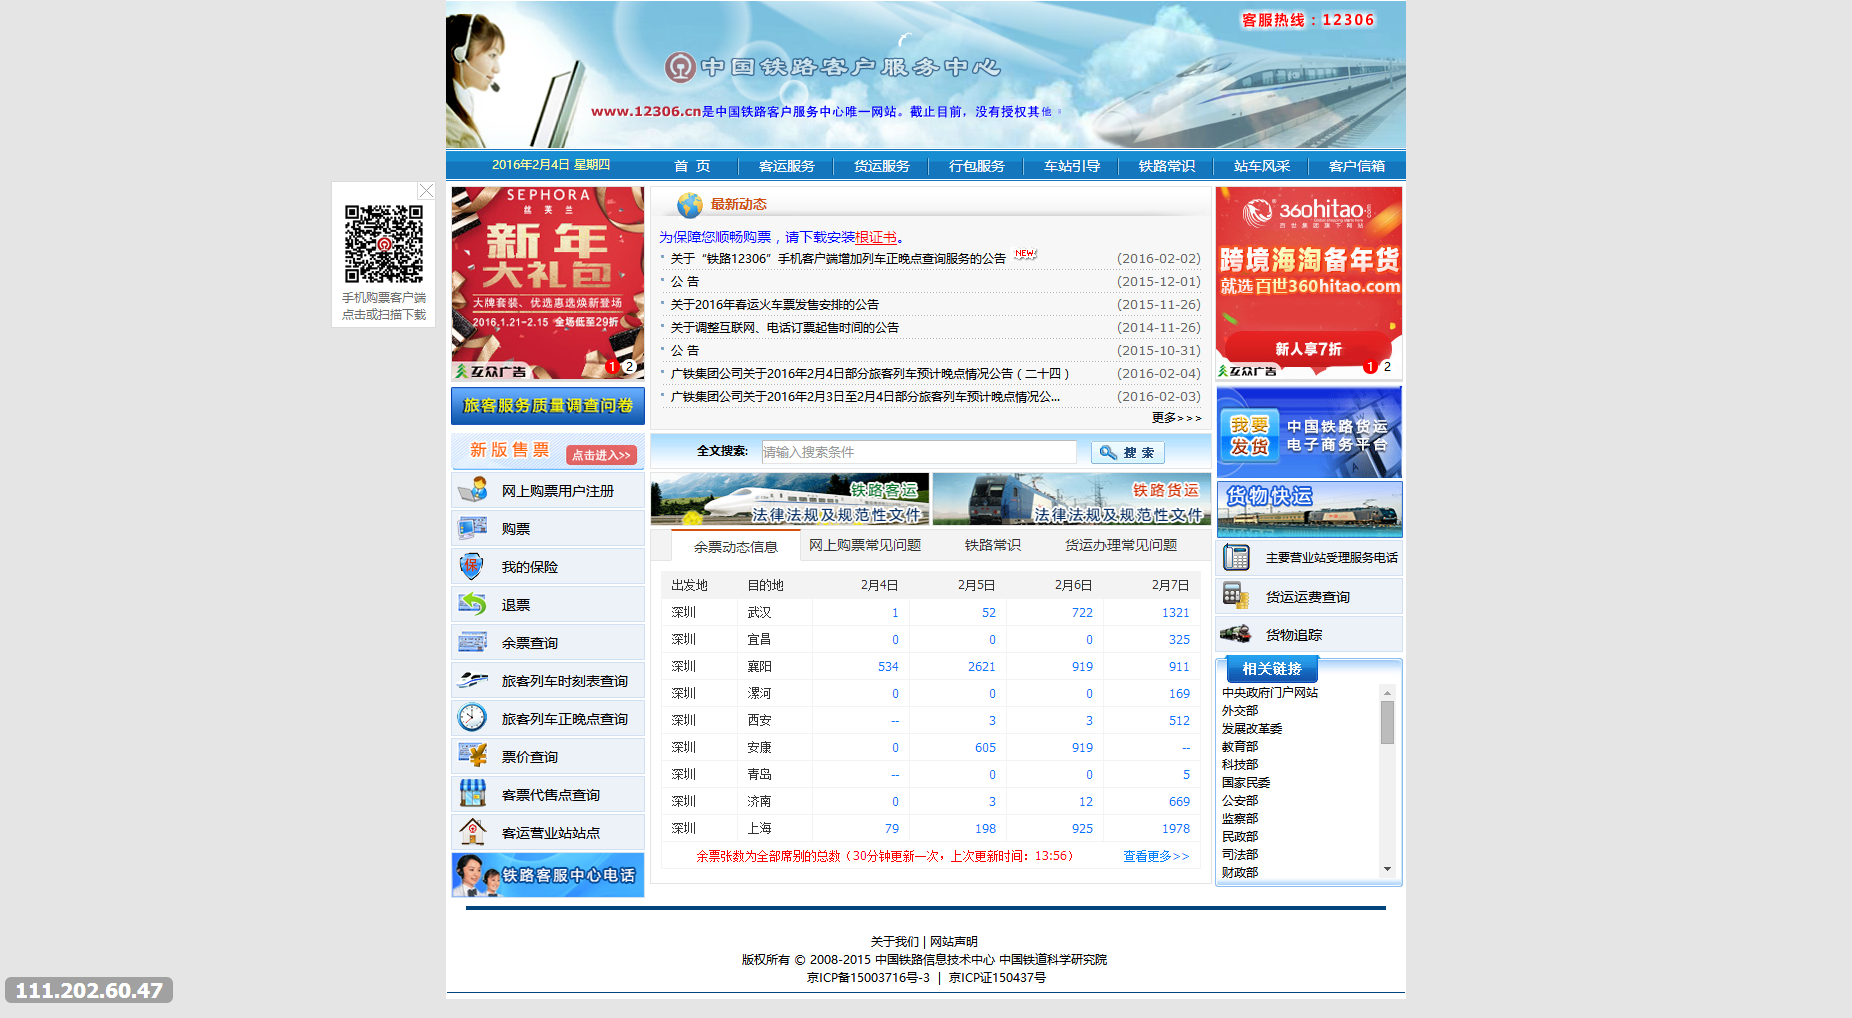 客服热线：12306
中国铁路客户服务中心
www.12306.cn是中国铁路客户服务中心唯一网站。截止目前，没有授权其他
2016年2月4日 星期四
首 页
客运服务
货运服务
行包服务
车站引导
铁路常识
站车风采
客户信箱
手机购票客户端
点击或扫描下载
SEPHORA
丝芙兰
新年
大礼包
大牌套装、优选惠选焕新登场
2016.1.21-2.15 全场低至29折
互众广告
1 2
旅客服务质量调查问卷
新版售票
点击进入>>
网上购票用户注册
购票
保
我的保险
退票
余票查询
旅客列车时刻表查询
旅客列车正晚点查询
票价查询
客票代售点查询
客运营业站站点
铁路客服中心电话
最新动态
为保障您顺畅购票，请下载安装根证书。
关于“铁路12306”手机客户端增加列车正晚点查询服务的公告 NEW! (2016-02-02)
公 告 (2015-12-01)
关于2016年春运火车票发售安排的公告 (2015-11-26)
关于调整互联网、电话订票起售时间的公告 (2014-11-26)
公 告 (2015-10-31)
广铁集团公司关于2016年2月4日部分旅客列车预计晚点情况公告（二十四） (2016-02-04)
广铁集团公司关于2016年2月3日至2月4日部分旅客列车预计晚点情况公... (2016-02-03)
更多>>>
全文搜索: 请输入搜索条件 搜 索
铁路客运
法律法规及规范性文件
铁路货运
法律法规及规范性文件
余票动态信息 网上购票常见问题 铁路常识 货运办理常见问题
出发地 目的地 2月4日 2月5日 2月6日 2月7日
深圳 武汉 1 52 722 1321
深圳 宜昌 0 0 0 325
深圳 襄阳 534 2621 919 911
深圳 漯河 0 0 0 169
深圳 西安 -- 3 3 512
深圳 安康 0 605 919 --
深圳 青岛 -- 0 0 5
深圳 济南 0 3 12 669
深圳 上海 79 198 925 1978
余票张数为全部席别的总数（30分钟更新一次，上次更新时间：13:56） 查看更多>>
360hitao.com
百世集团旗下网站
跨境海淘备年货
就选百世360hitao.com
新人享7折
互众广告
1 2
我要
发货
中国铁路货运
电子商务平台
货物快运
主要营业站受理服务电话
货运运费查询
货物追踪
相关链接
中央政府门户网站
外交部
发展改革委
教育部
科技部
国家民委
公安部
监察部
民政部
司法部
财政部
关于我们 | 网站声明
版权所有 © 2008-2015 中国铁路信息技术中心 中国铁道科学研究院
京ICP备15003716号-3 | 京ICP证150437号
111.202.60.47